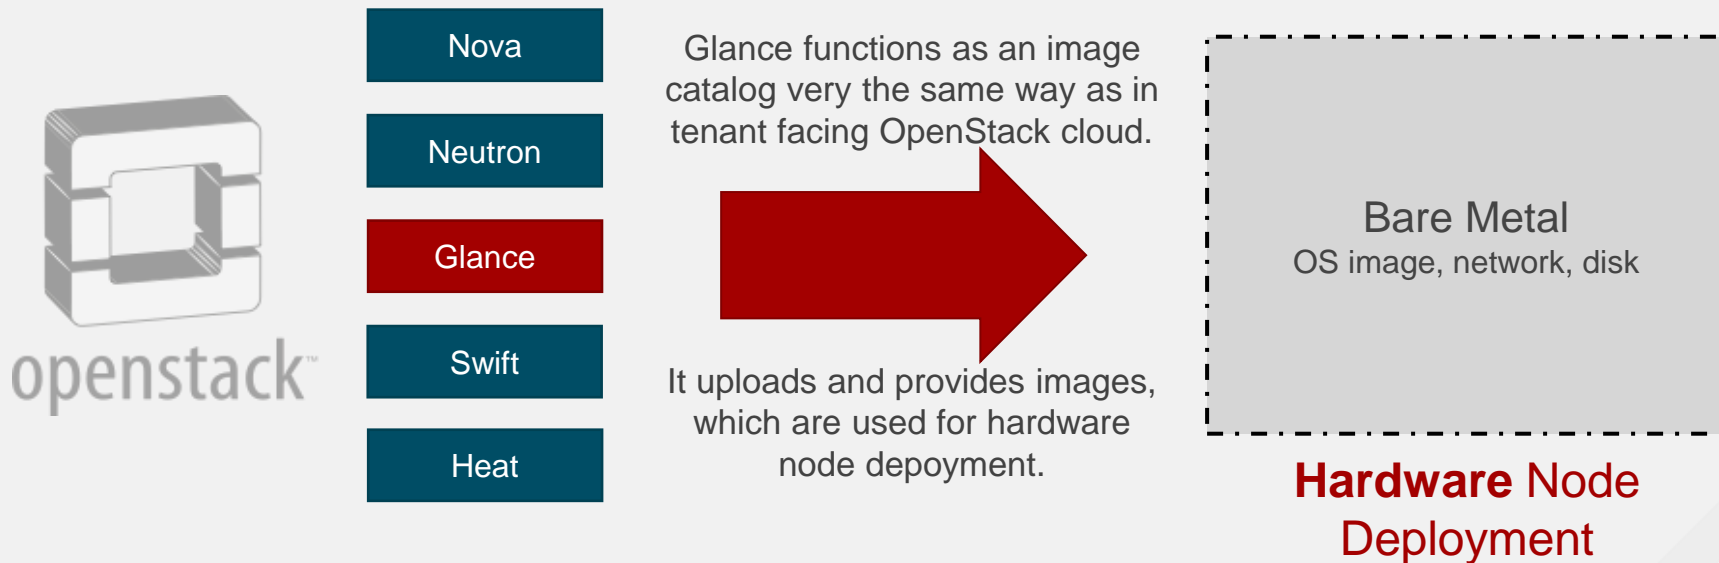 openstack™
Nova
Neutron
Glance
Swift
Heat
Glance functions as an image
catalog very the same way as in
tenant facing OpenStack cloud.
It uploads and provides images,
which are used for hardware
node depoyment.
Bare Metal
OS image, network, disk
Hardware Node
Deployment